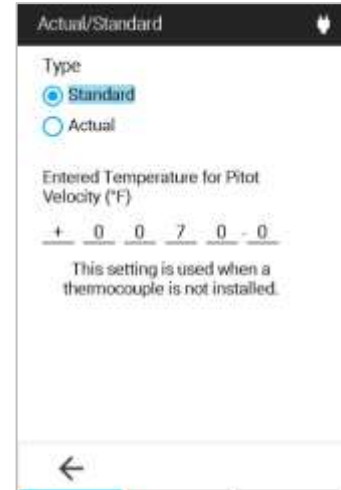 Actual/Standard
Type
Standard
Actual
Entered Temperature for Pitot
Velocity (°F)
+ 0 0 7 0 . 0
This setting is used when a
thermocouple is not installed.